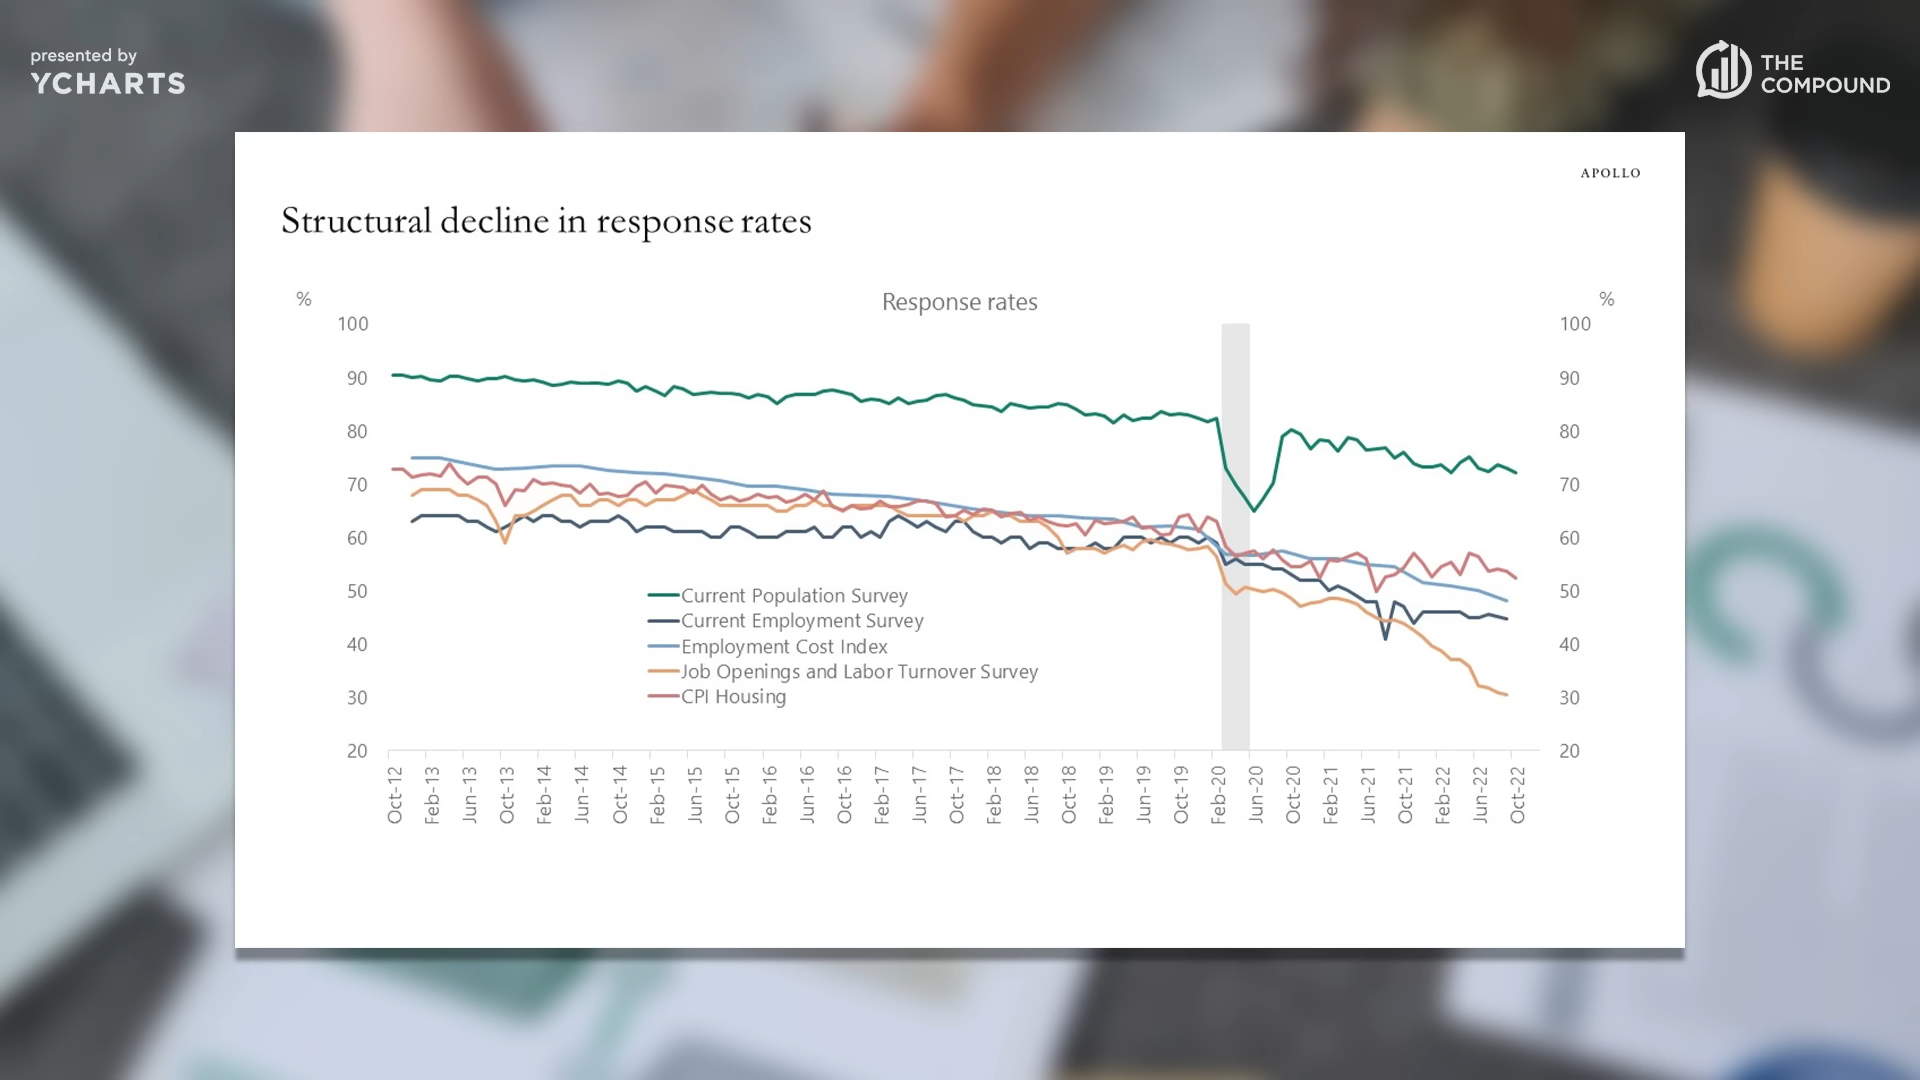 presented by
YCHARTS
THE
COMPOUND
APOLLO
Structural decline in response rates
%
Response rates
%
100
90
80
70
60
50
40
30
20
100
90
80
70
60
50
40
30
20
Current Population Survey
Current Employment Survey
Employment Cost Index
Job Openings and Labor Turnover Survey
CPI Housing
Oct-12
Feb-13
Jun-13
Oct-13
Feb-14
Jun-14
Oct-14
Feb-15
Jun-15
Oct-15
Feb-16
Jun-16
Oct-16
Feb-17
Jun-17
Oct-17
Feb-18
Jun-18
Oct-18
Feb-19
Jun-19
Oct-19
Feb-20
Jun-20
Oct-20
Feb-21
Jun-21
Oct-21
Feb-22
Jun-22
Oct-22